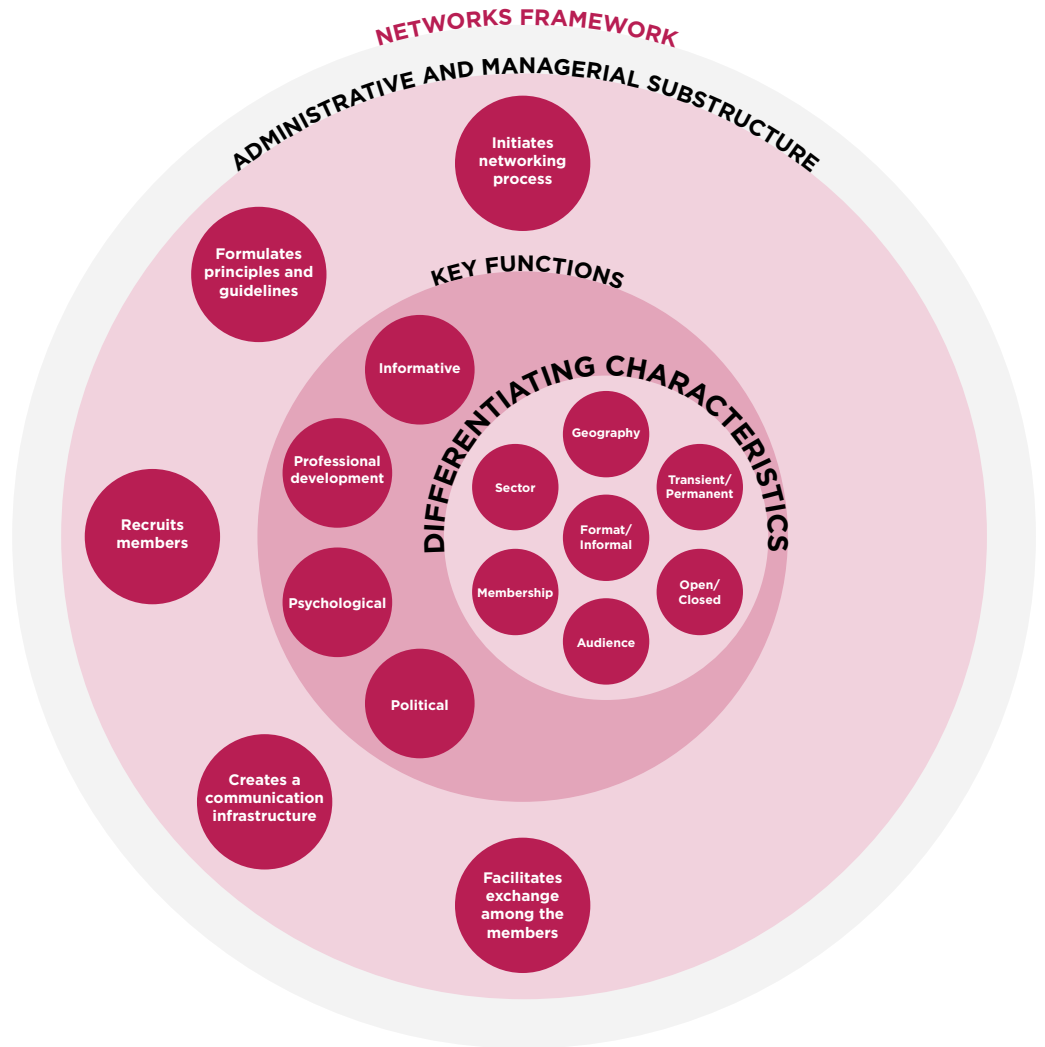 NETWORKS FRAMEWORK
ADMINISTRATIVE AND MANAGERIAL SUBSTRUCTURE
Initiates
networking
process
Formulates
principles and
guidelines
Recruits
members
Creates a
communication
infrastructure
Facilitates
exchange
among the
members
KEY FUNCTIONS
Informative
Professional
development
Psychological
Political
DIFFERENTIATING CHARACTERISTICS
Geography
Sector
Transient/
Permanent
Format/
Informal
Membership
Open/
Closed
Audience